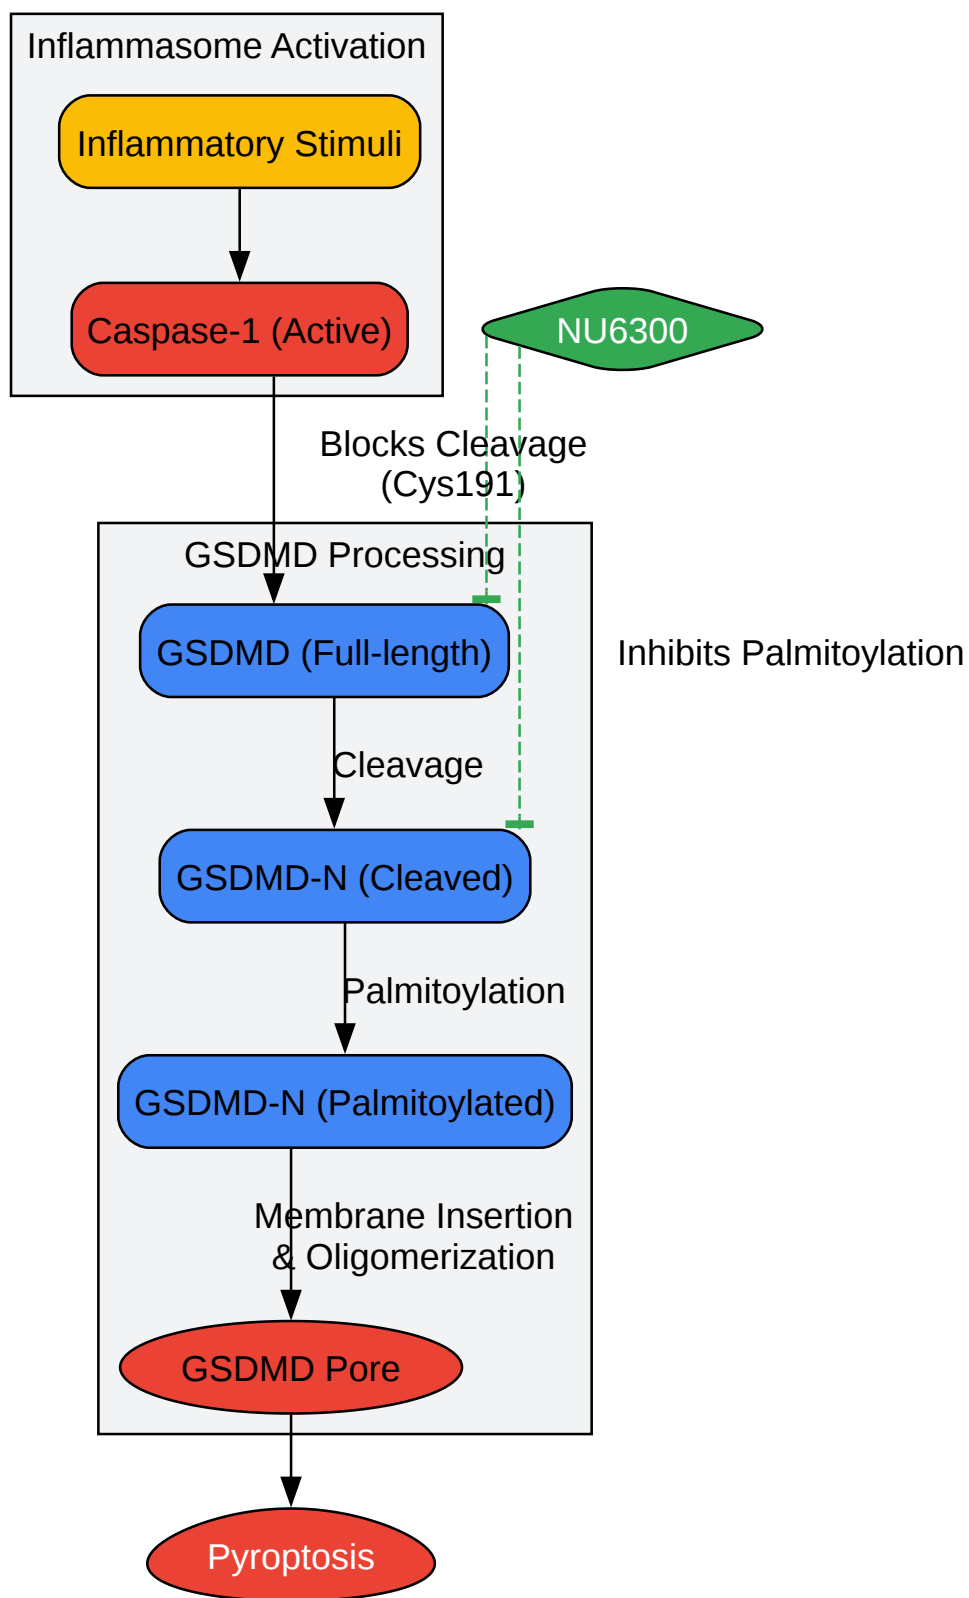 Inflammasome Activation
Inflammatory Stimuli
Caspase-1 (Active)
NU6300
Blocks Cleavage
(Cys191)
GSDMD Processing
GSDMD (Full-length)
Inhibits Palmitoylation
Cleavage
GSDMD-N (Cleaved)
Palmitoylation
GSDMD-N (Palmitoylated)
Membrane Insertion
& Oligomerization
GSDMD Pore
Pyroptosis